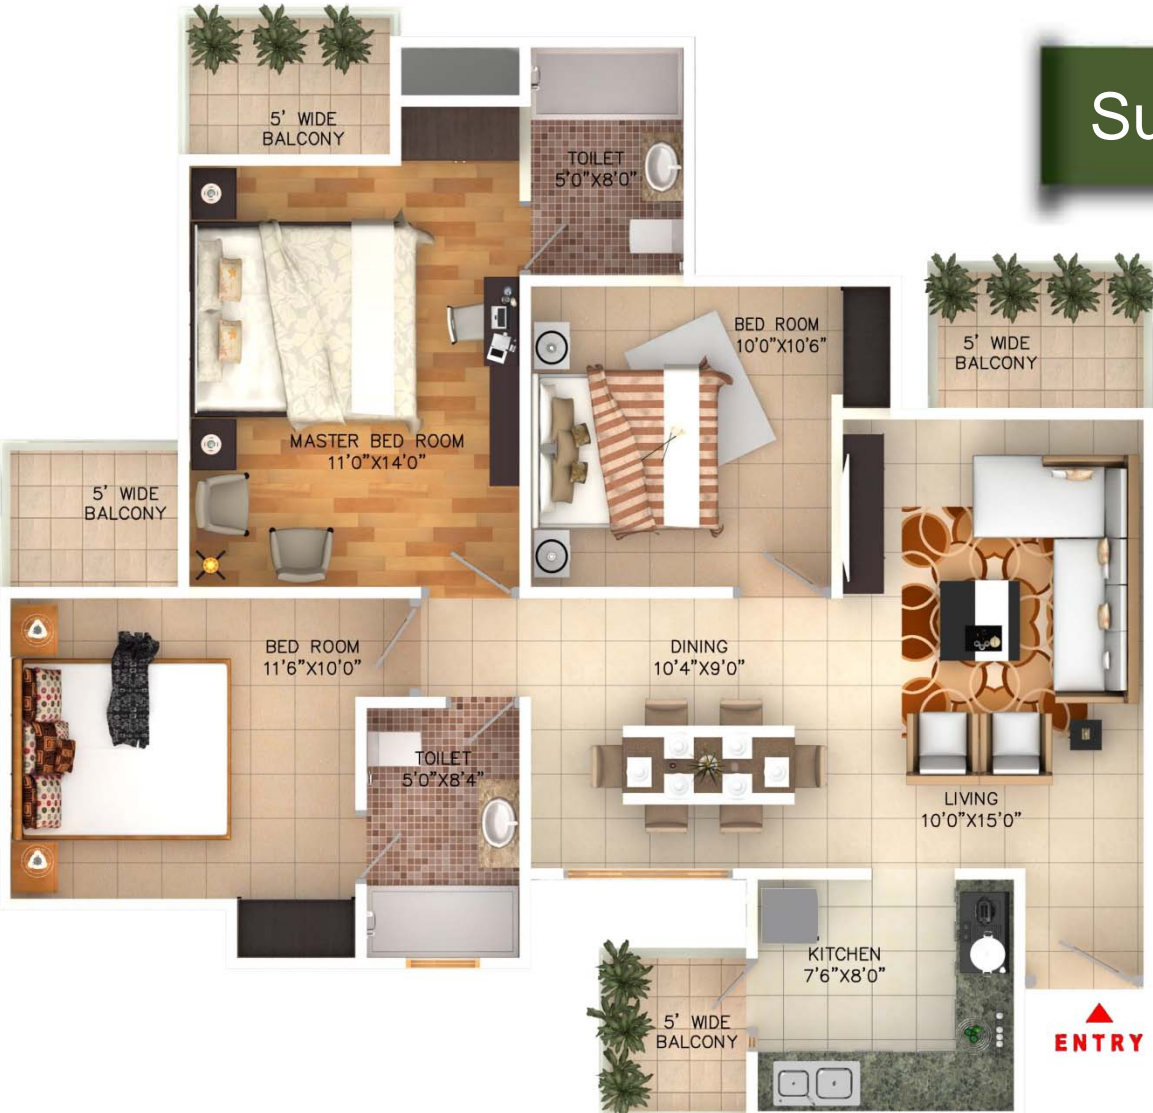 5' WIDE
BALCONY
Su
TOILET
5'0"X8'0"
BED ROOM
10'0"X10'6"
5' WIDE
BALCONY
MASTER BED ROOM
11'0"X14'0"
5' WIDE
BALCONY
BED ROOM
11'6"X10'0"
DINING
10'4"X9'0"
TOILET
5'0"X8'4"
LIVING
10'0"X15'0"
KITCHEN
7'6"X8'0"
5' WIDE
BALCONY
ENTRY